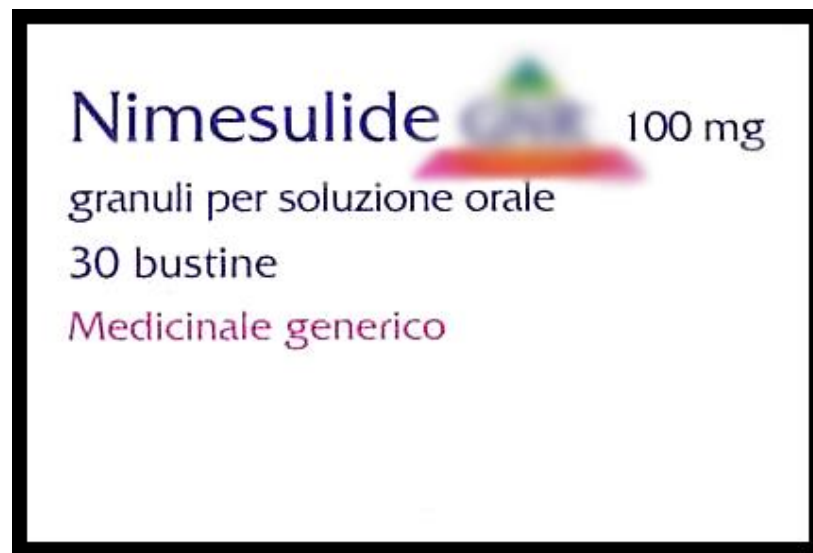 Nimesulide 100 mg
granuli per soluzione orale
30 bustine
Medicinale generico